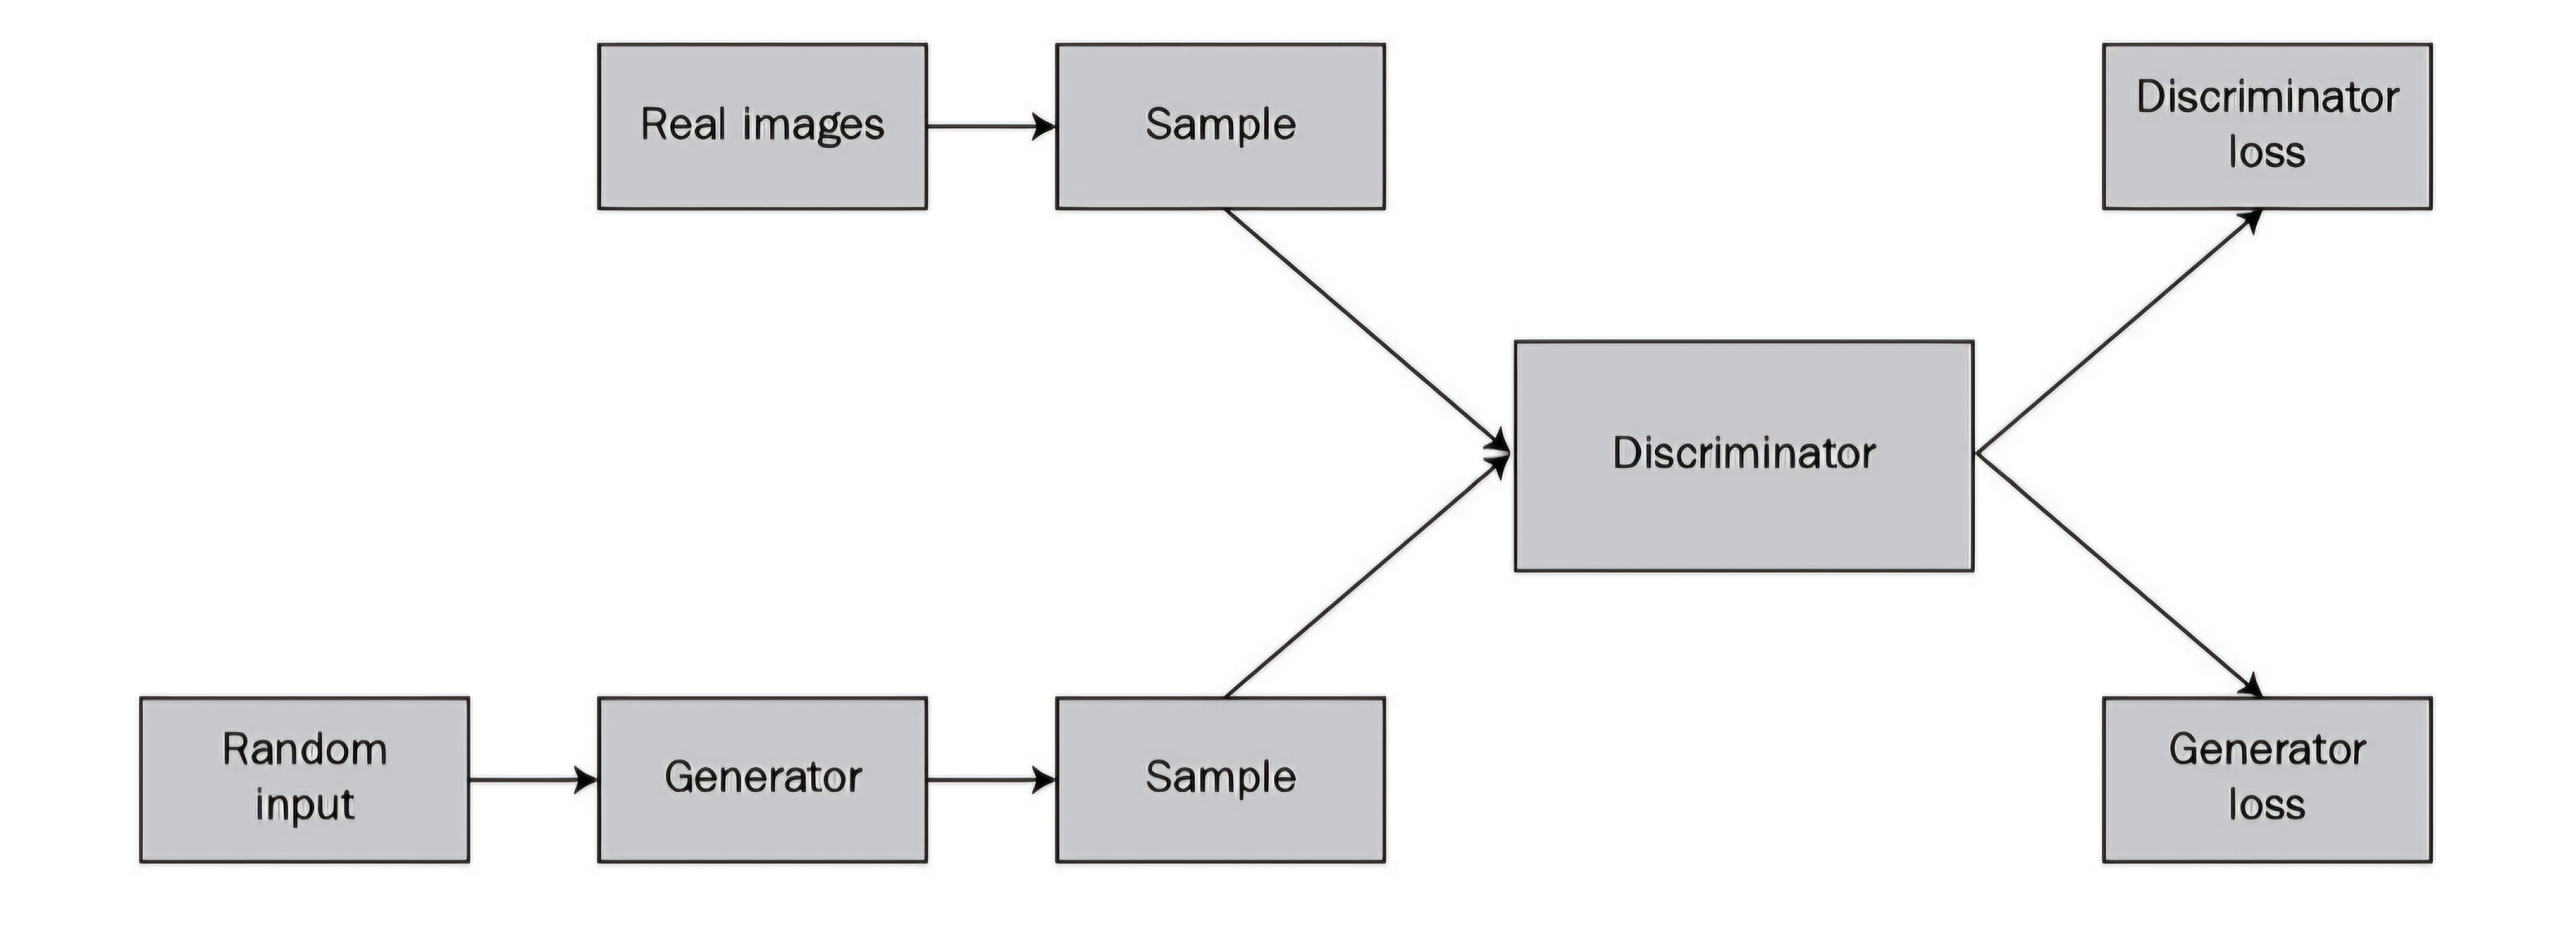 Real images
Sample
Discriminator
loss
Discriminator
Random
input
Generator
Sample
Generator
loss